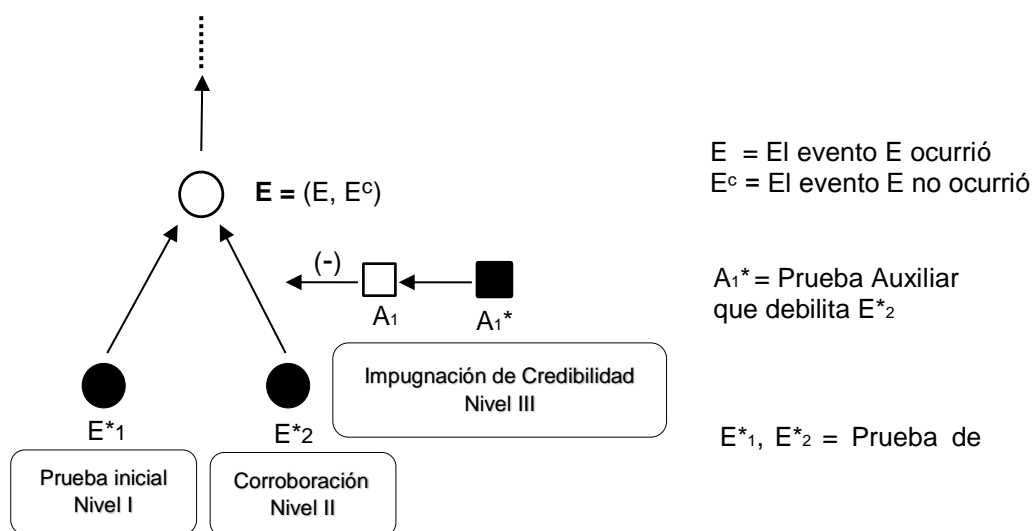 E = (E, Eᶜ)
E = El evento E ocurrió
Eᶜ = El evento E no ocurrió
(-)
A₁
A₁*
A₁* = Prueba Auxiliar
que debilita E*₂
Impugnación de Credibilidad
Nivel III
E*₁
E*₂
E*₁, E*₂ = Prueba de
Prueba inicial
Nivel I
Corroboración
Nivel II